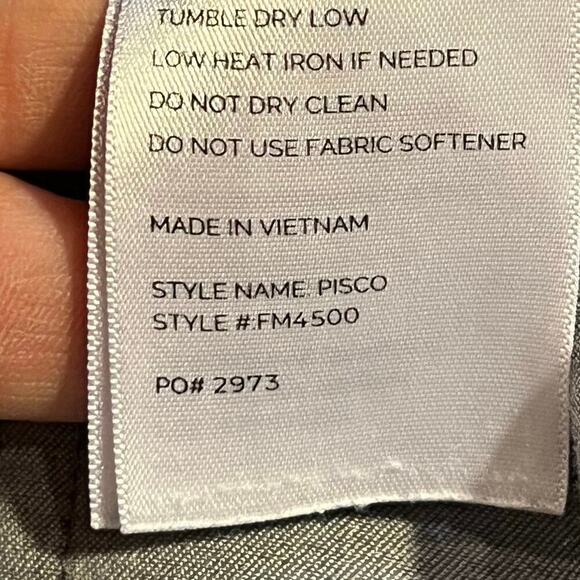 TUMBLE DRY LOW
LOW HEAT IRON IF NEEDED
DO NOT DRY CLEAN
DO NOT USE FABRIC SOFTENER
MADE IN VIETNAM
STYLE NAME: PISCO
STYLE #:FM4500
PO# 2973